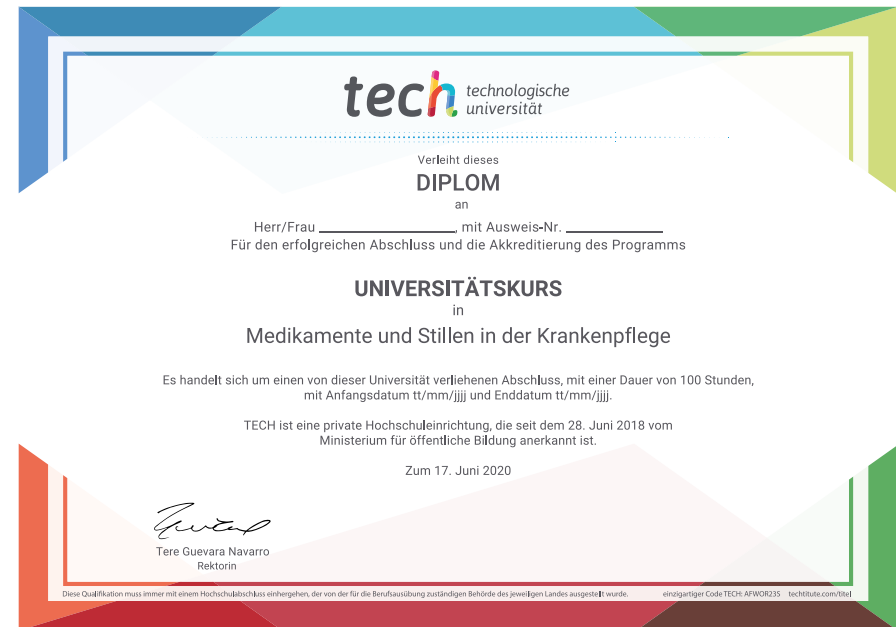 tech technologische
universität
Verleiht dieses
DIPLOM
an
Herr/Frau ____________________, mit Ausweis-Nr. ______________
Für den erfolgreichen Abschluss und die Akkreditierung des Programms
UNIVERSITÄTSKURS
in
Medikamente und Stillen in der Krankenpflege
Es handelt sich um einen von dieser Universität verliehenen Abschluss, mit einer Dauer von 100 Stunden,
mit Anfangsdatum tt/mm/jjjj und Enddatum tt/mm/jjjj.
TECH ist eine private Hochschuleinrichtung, die seit dem 28. Juni 2018 vom
Ministerium für öffentliche Bildung anerkannt ist.
Zum 17. Juni 2020
Tere Guevara Navarro
Rektorin
Diese Qualifikation muss immer mit einem Hochschulabschluss einhergehen, der von der für die Berufsausübung zuständigen Behörde des jeweiligen Landes ausgestellt wurde. einzigartiger Code TECH: AFWOR23S techtitute.com/titel